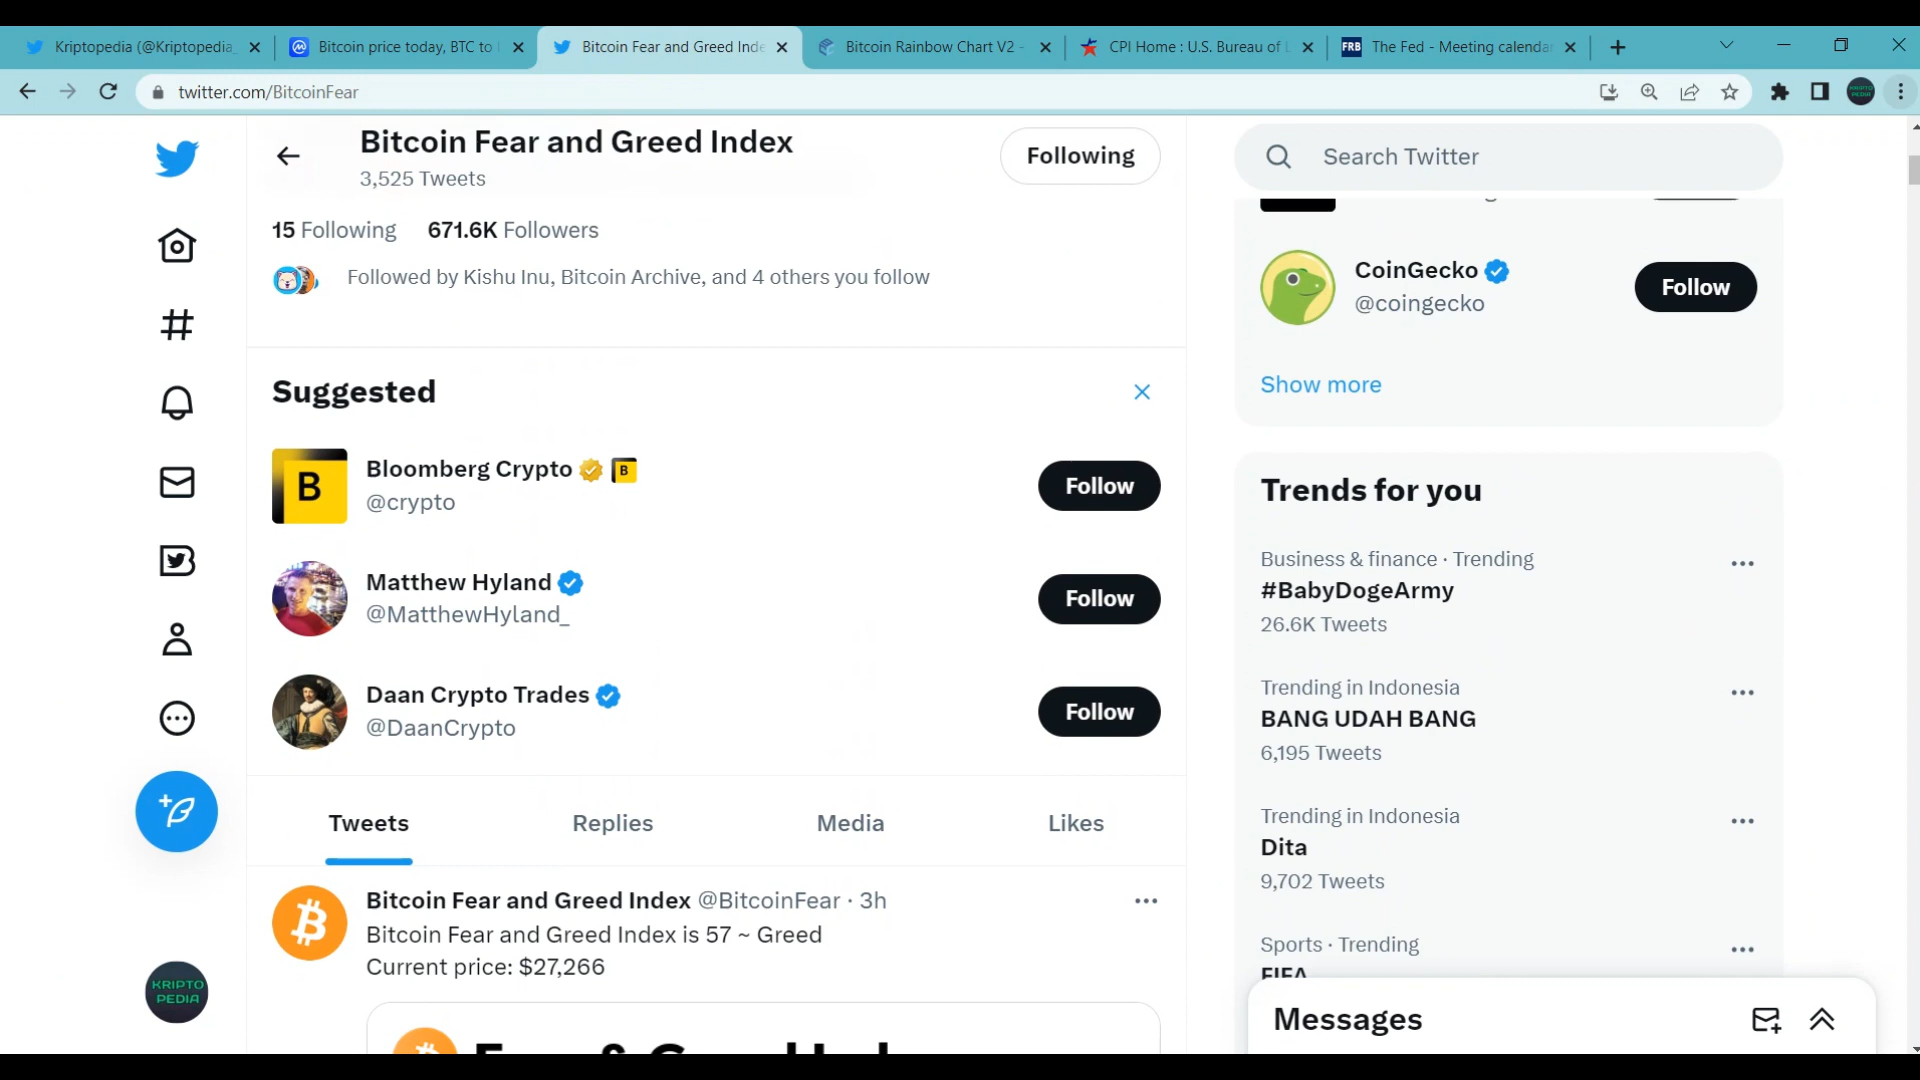 Kriptopedia (@Kriptopedia_
Bitcoin price today, BTC to
Bitcoin Fear and Greed Inde
Bitcoin Rainbow Chart V2 -
CPI Home : U.S. Bureau of L
FRB The Fed - Meeting calenda
twitter.com/BitcoinFear
Bitcoin Fear and Greed Index
3,525 Tweets
Following
Search Twitter
15 Following 671.6K Followers
Followed by Kishu Inu, Bitcoin Archive, and 4 others you follow
CoinGecko
@coingecko
Follow
Show more
Suggested
B
Bloomberg Crypto B
@crypto
Follow
Matthew Hyland
@MatthewHyland_
Follow
Daan Crypto Trades
@DaanCrypto
Follow
Tweets
Replies
Media
Likes
Bitcoin Fear and Greed Index @BitcoinFear · 3h
Bitcoin Fear and Greed Index is 57 ~ Greed
Current price: $27,266
Trends for you
Business & finance · Trending
#BabyDogeArmy
26.6K Tweets
Trending in Indonesia
BANG UDAH BANG
6,195 Tweets
Trending in Indonesia
Dita
9,702 Tweets
Sports · Trending
FIFA
Messages
KRIPTO
PEDIA